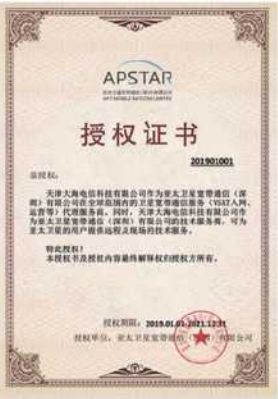 APSTAR
授权证书
201901001
兹授权:
天津大海电信科技有限公司作为亚太卫星宽带通信(深
圳)有限公司在全球范围内的卫星宽带通信服务(VSAT入网、
运营等)代理服务商。同时,天津大海电信科技有限公司作
为亚太卫星宽带通信(深圳)有限公司的技术服务商,可为
亚太卫星的用户提供远程及现场的技术服务。
特此授权!
本授权书及授权内容最终解释权归授权方所有。
授权期限:2019.01.01-2021.12.31
授权单位:亚太卫星宽带通信(深圳)有限公司